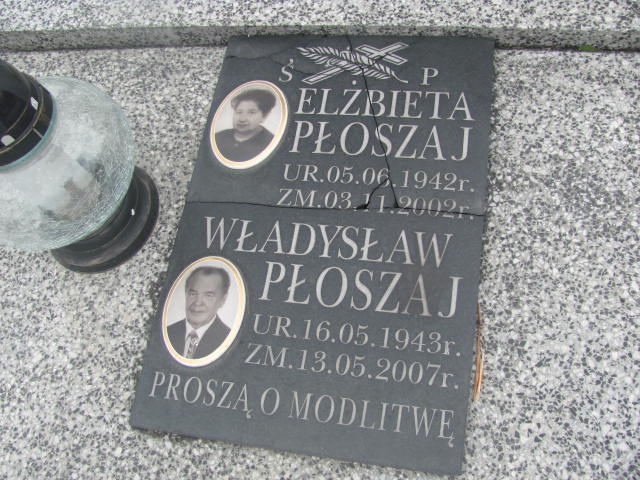 Ś P
ELŻBIETA
PŁOSZAJ
UR.05.06.1942r.
ZM.03.11.2002r.
WŁADYSŁAW
PŁOSZAJ
UR.16.05.1943r.
ZM.13.05.2007r.
PROSZĄ O MODLITWĘ